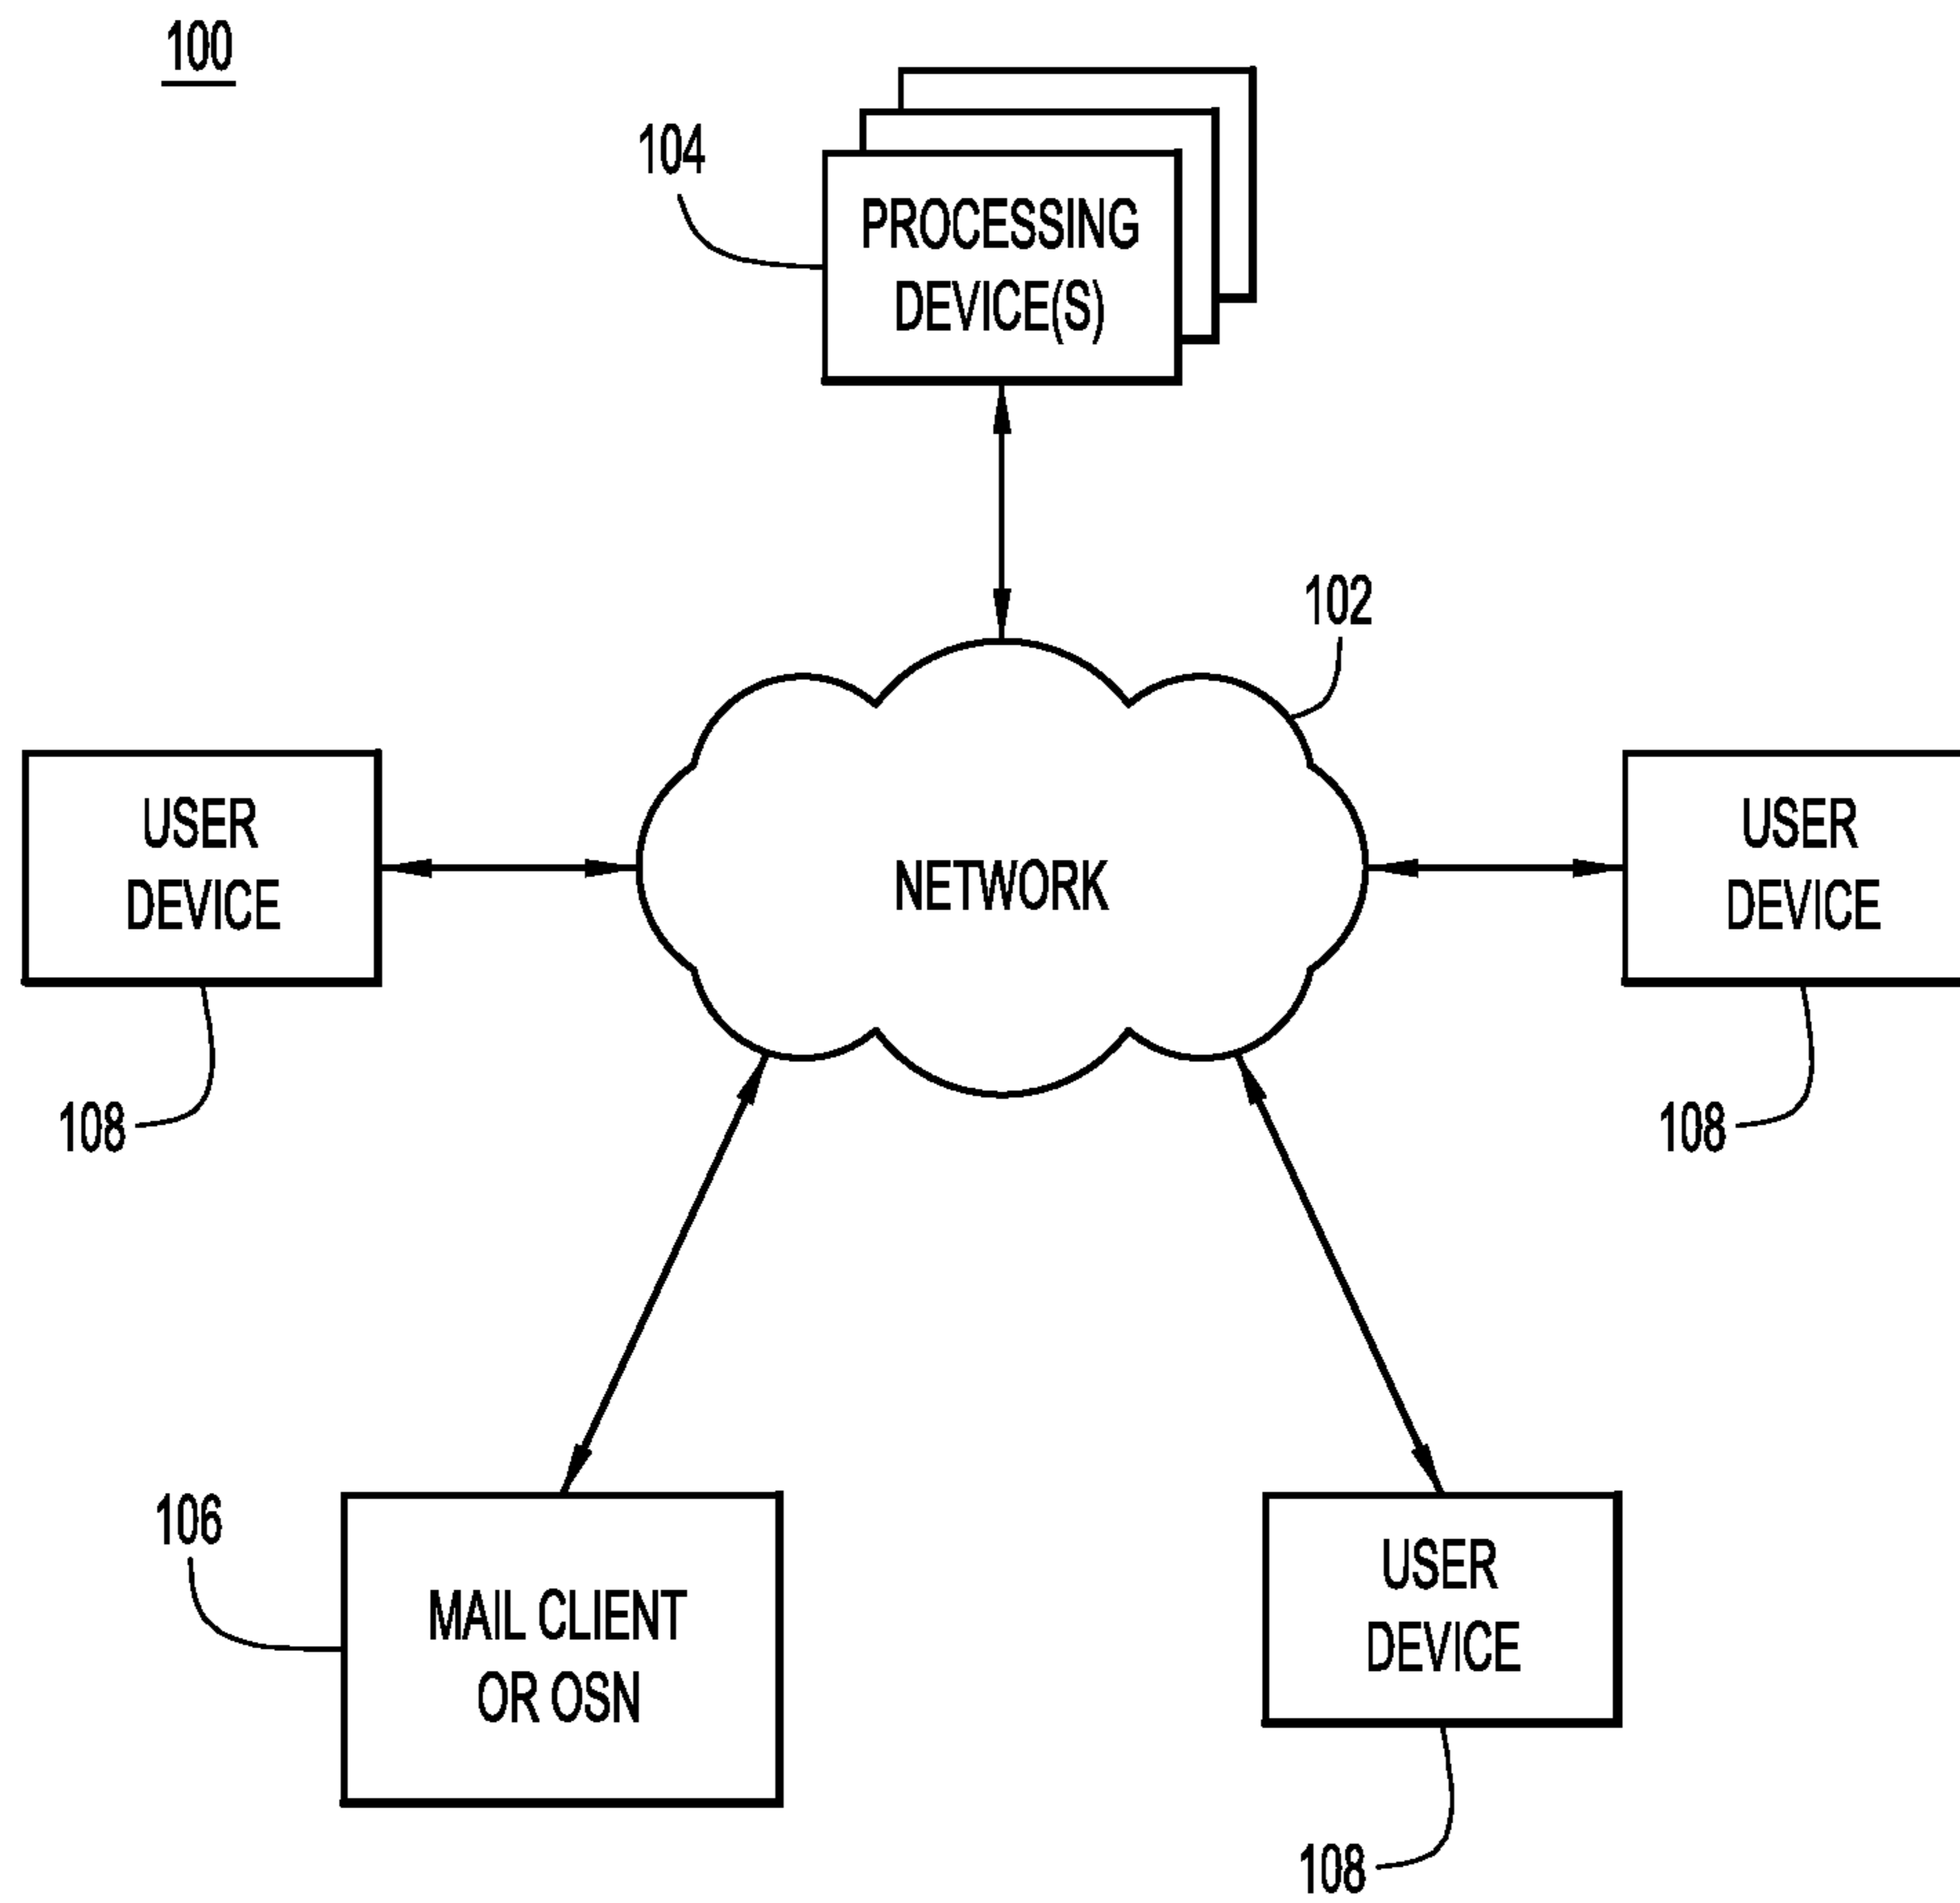 100
104
PROCESSING
DEVICE(S)
102
USER
DEVICE
NETWORK
USER
DEVICE
108
108
106
MAIL CLIENT
OR OSN
USER
DEVICE
108